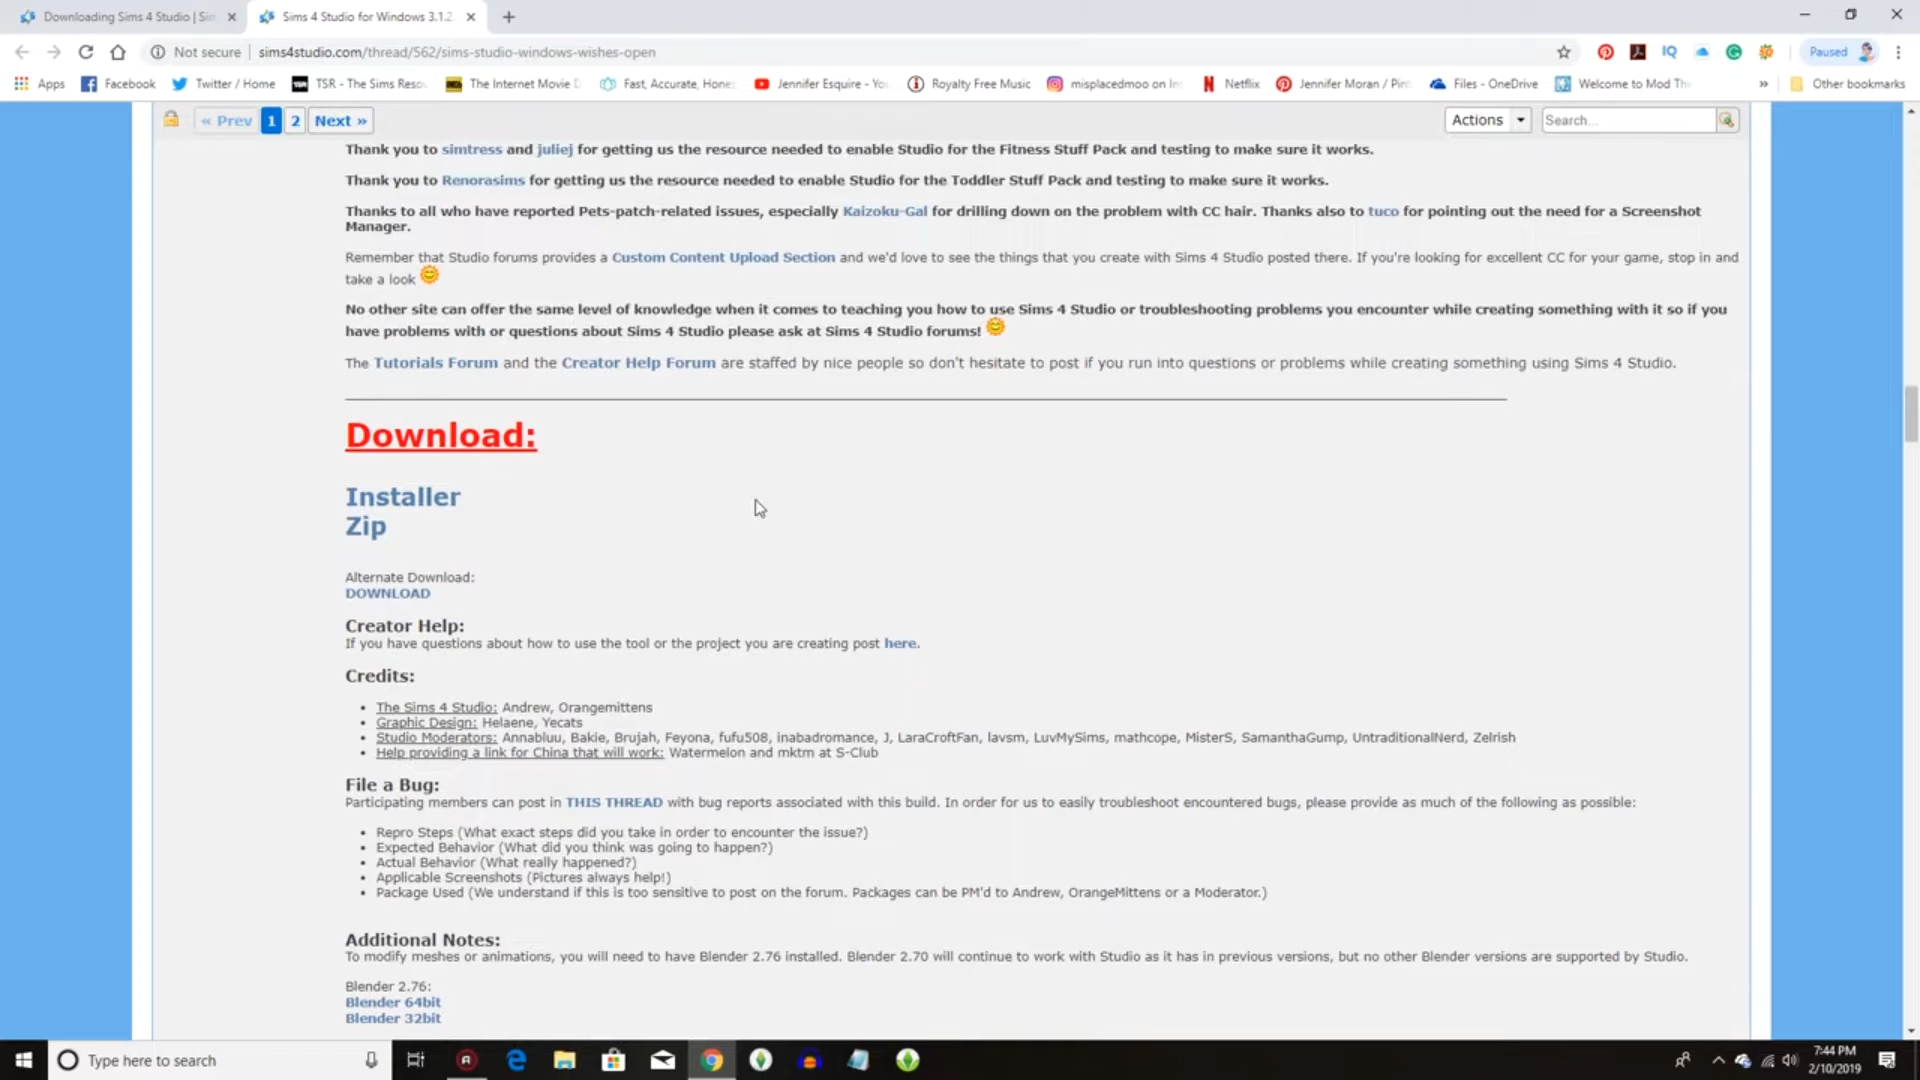 Downloading Sims 4 Studio | Sim
Sims 4 Studio for Windows 3.1.2.
Not secure | sims4studio.com/thread/562/sims-studio-windows-wishes-open
Paused
Apps
Facebook
Twitter / Home
TSR - The Sims Reso
The Internet Movie D
Fast, Accurate, Hone
Jennifer Esquire - Yo
Royalty Free Music
misplacedmoo on In
Netflix
Jennifer Moran / Pin
Files - OneDrive
Welcome to Mod Th
»
Other bookmarks
« Prev 1 2 Next »
Actions
Search...
Thank you to simtress and juliej for getting us the resource needed to enable Studio for the Fitness Stuff Pack and testing to make sure it works.
Thank you to Renorasims for getting us the resource needed to enable Studio for the Toddler Stuff Pack and testing to make sure it works.
Thanks to all who have reported Pets-patch-related issues, especially Kaizoku-Gal for drilling down on the problem with CC hair. Thanks also to tuco for pointing out the need for a Screenshot
Manager.
Remember that Studio forums provides a Custom Content Upload Section and we'd love to see the things that you create with Sims 4 Studio posted there. If you're looking for excellent CC for your game, stop in and
take a look
No other site can offer the same level of knowledge when it comes to teaching you how to use Sims 4 Studio or troubleshooting problems you encounter while creating something with it so if you
have problems with or questions about Sims 4 Studio please ask at Sims 4 Studio forums!
The Tutorials Forum and the Creator Help Forum are staffed by nice people so don't hesitate to post if you run into questions or problems while creating something using Sims 4 Studio.
Download:
Installer
Zip
Alternate Download:
DOWNLOAD
Creator Help:
If you have questions about how to use the tool or the project you are creating post here.
Credits:
• The Sims 4 Studio: Andrew, Orangemittens
• Graphic Design: Helaene, Yecats
• Studio Moderators: Annabluu, Bakie, Brujah, Feyona, fufu508, inabadromance, J, LaraCroftFan, lavsm, LuvMySims, mathcope, MisterS, SamanthaGump, UntraditionalNerd, Zelrish
• Help providing a link for China that will work: Watermelon and mktm at S-Club
File a Bug:
Participating members can post in THIS THREAD with bug reports associated with this build. In order for us to easily troubleshoot encountered bugs, please provide as much of the following as possible:
• Repro Steps (What exact steps did you take in order to encounter the issue?)
• Expected Behavior (What did you think was going to happen?)
• Actual Behavior (What really happened?)
• Applicable Screenshots (Pictures always help!)
• Package Used (We understand if this is too sensitive to post on the forum. Packages can be PM'd to Andrew, OrangeMittens or a Moderator.)
Additional Notes:
To modify meshes or animations, you will need to have Blender 2.76 installed. Blender 2.70 will continue to work with Studio as it has in previous versions, but no other Blender versions are supported by Studio.
Blender 2.76:
Blender 64bit
Blender 32bit
Type here to search
7:44 PM
2/10/2019